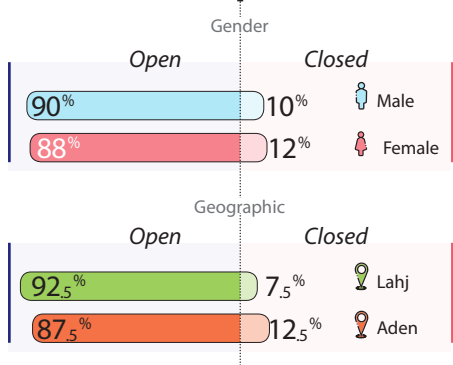 Gender
Open Closed
90% 10% Male
88% 12% Female
Geographic
Open Closed
92.5% 7.5% Lahj
87.5% 12.5% Aden